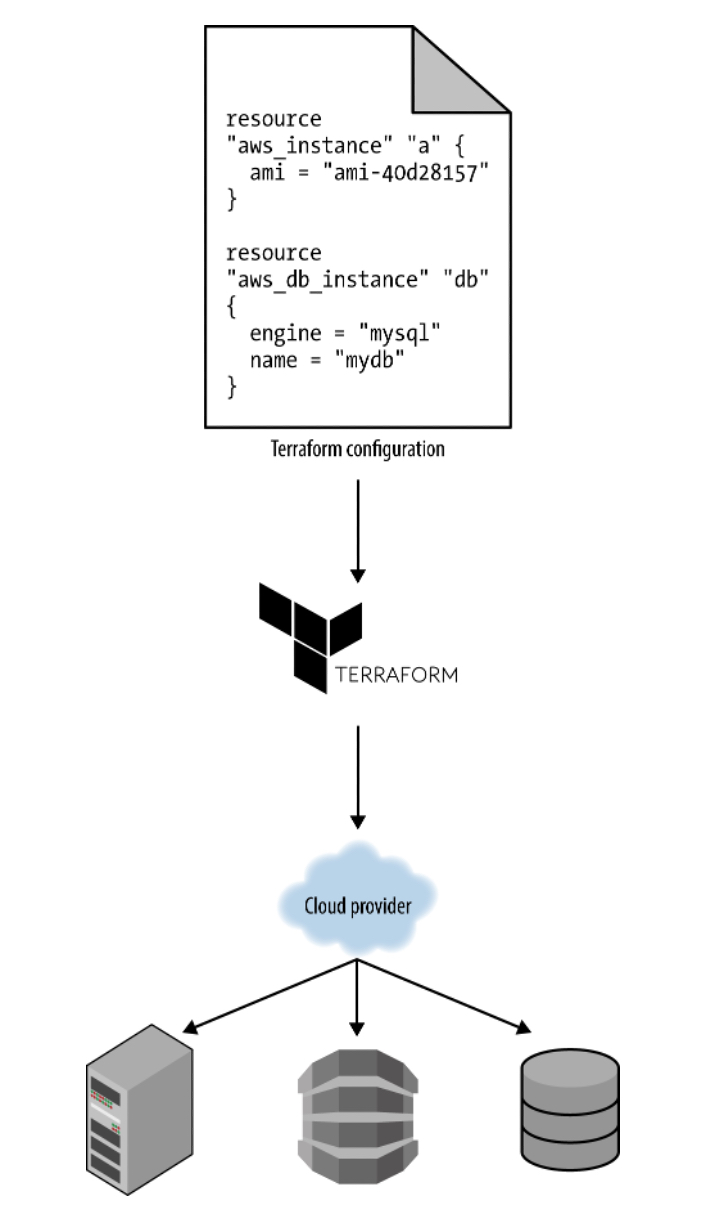 resource
"aws_instance" "a" {
ami = "ami-40d28157"
}
resource
"aws_db_instance" "db"
{
engine = "mysql"
name = "mydb"
}
Terraform configuration
TERRAFORM
Cloud provider